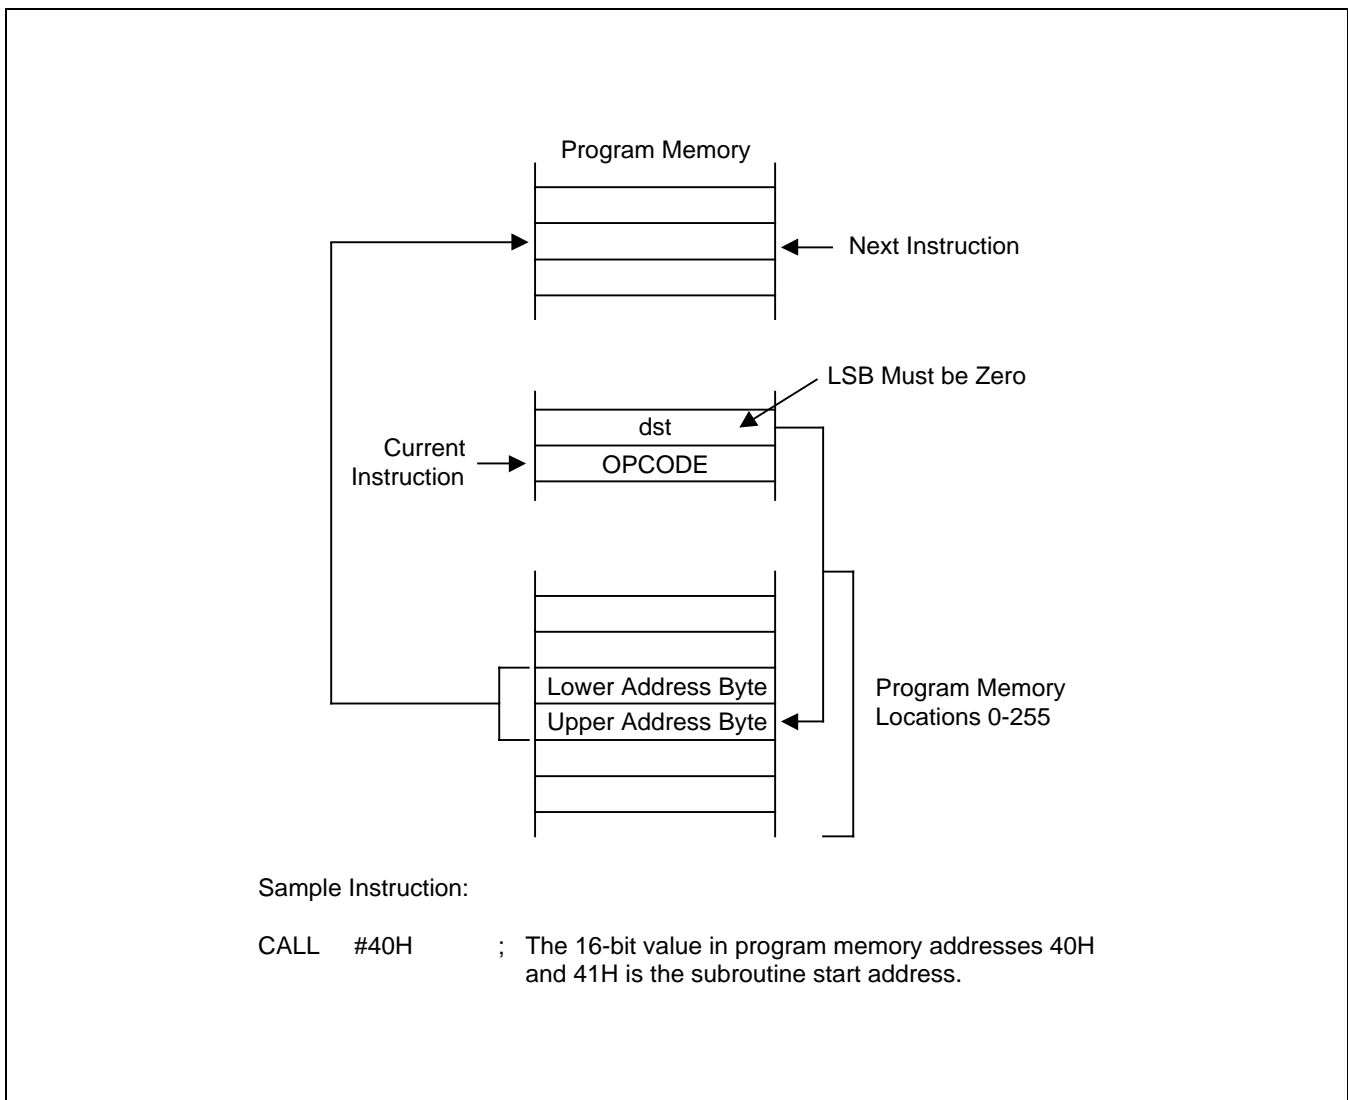 Program Memory
Next Instruction
LSB Must be Zero
dst
Current
Instruction
OPCODE
Lower Address Byte
Upper Address Byte
Program Memory
Locations 0-255
Sample Instruction:
CALL #40H ; The 16-bit value in program memory addresses 40H
and 41H is the subroutine start address.